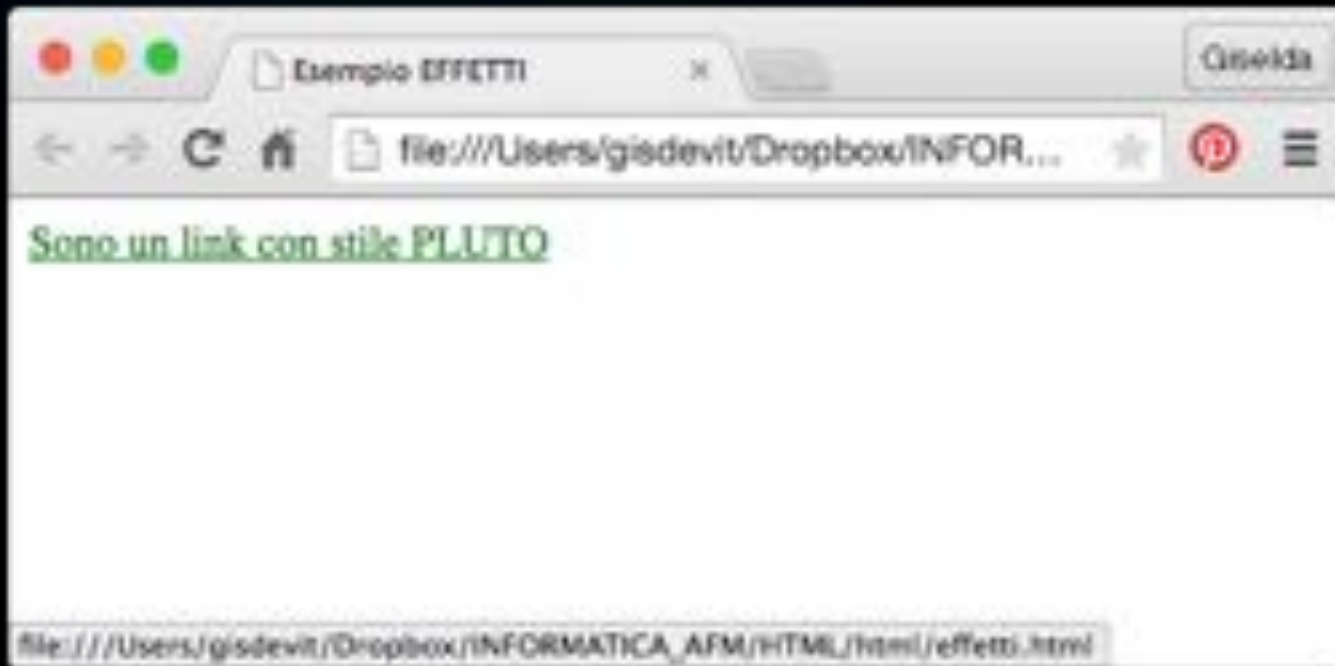 Esempio EFFETTI
Giselda
file:///Users/gisdevit/Dropbox/INFOR...
Sono un link con stile PLUTO
file:///Users/gisdevit/Dropbox/INFORMATICA_AFM/HTML/html/effetti.html